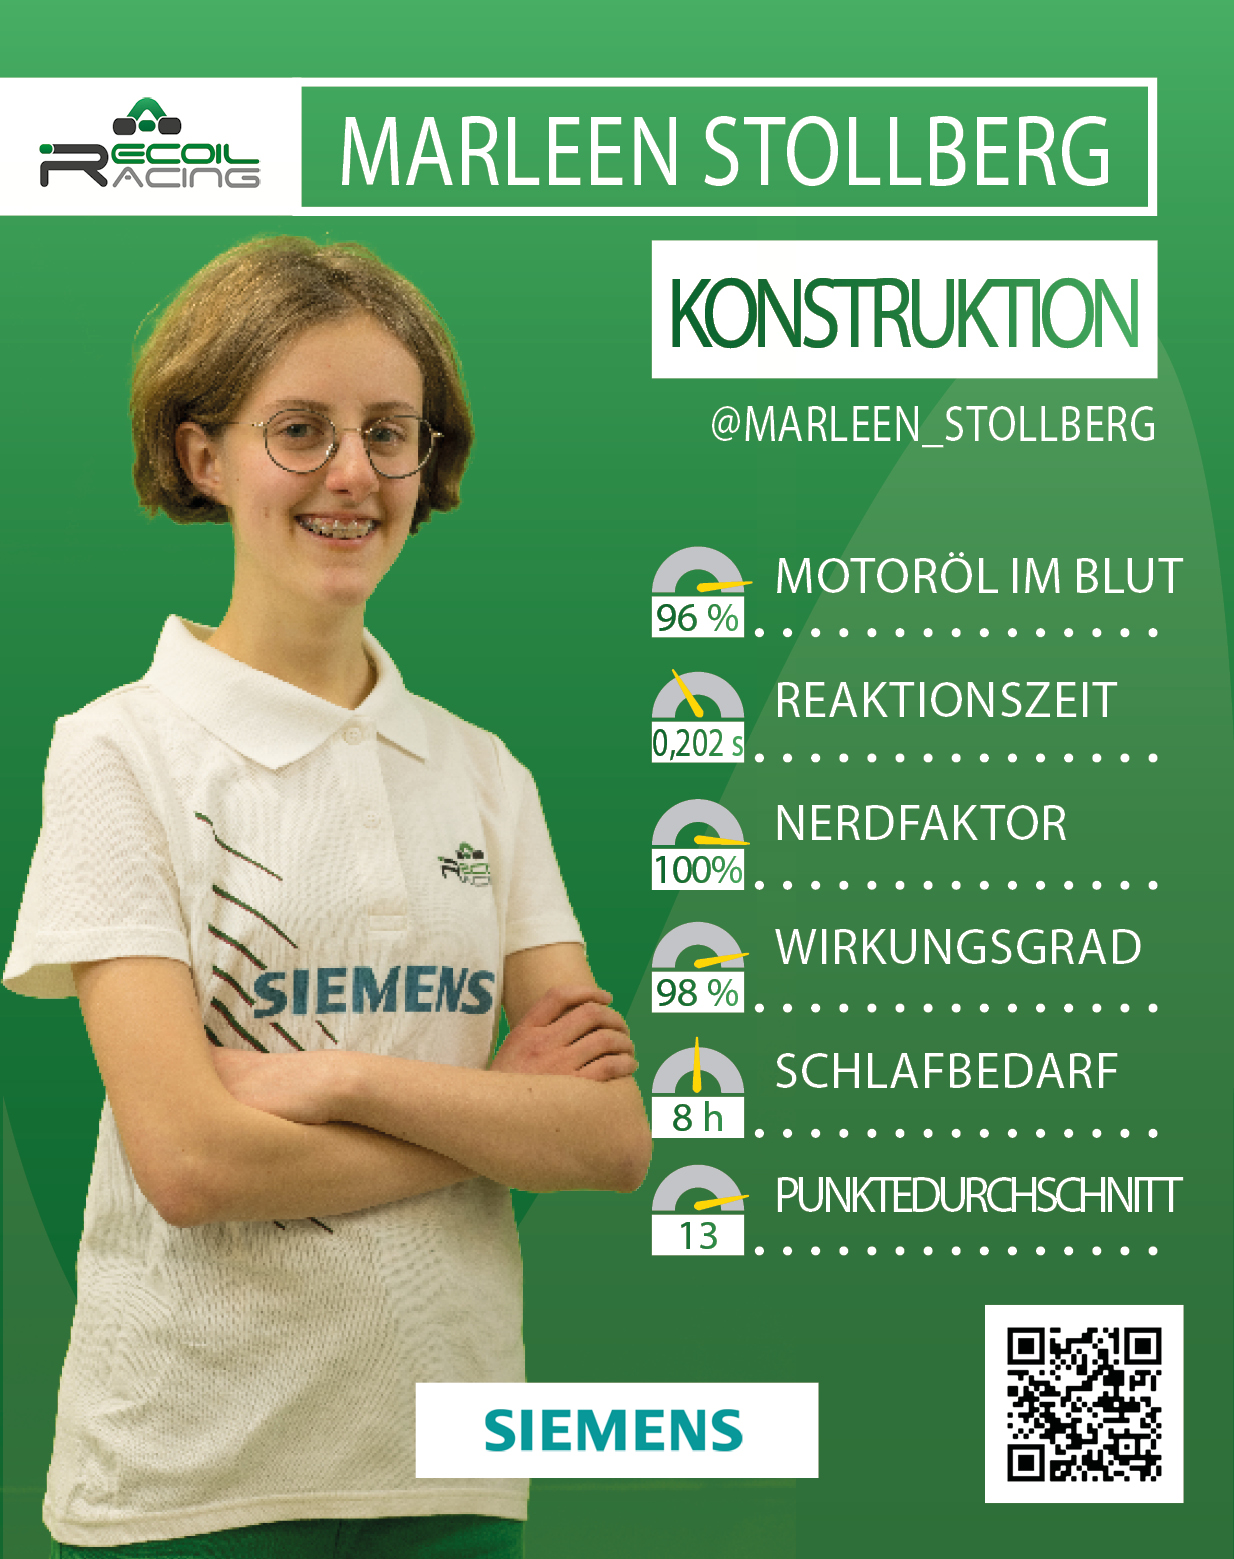 RECOIL
RACING
MARLEEN STOLLBERG
KONSTRUKTION
@MARLEEN_STOLLBERG
MOTORÖL IM BLUT
96 %
REAKTIONSZEIT
0,202 s
NERDFAKTOR
100%
WIRKUNGSGRAD
98 %
SCHLAFBEDARF
8 h
PUNKTEDURCHSCHNITT
13
SIEMENS
SIEMENS